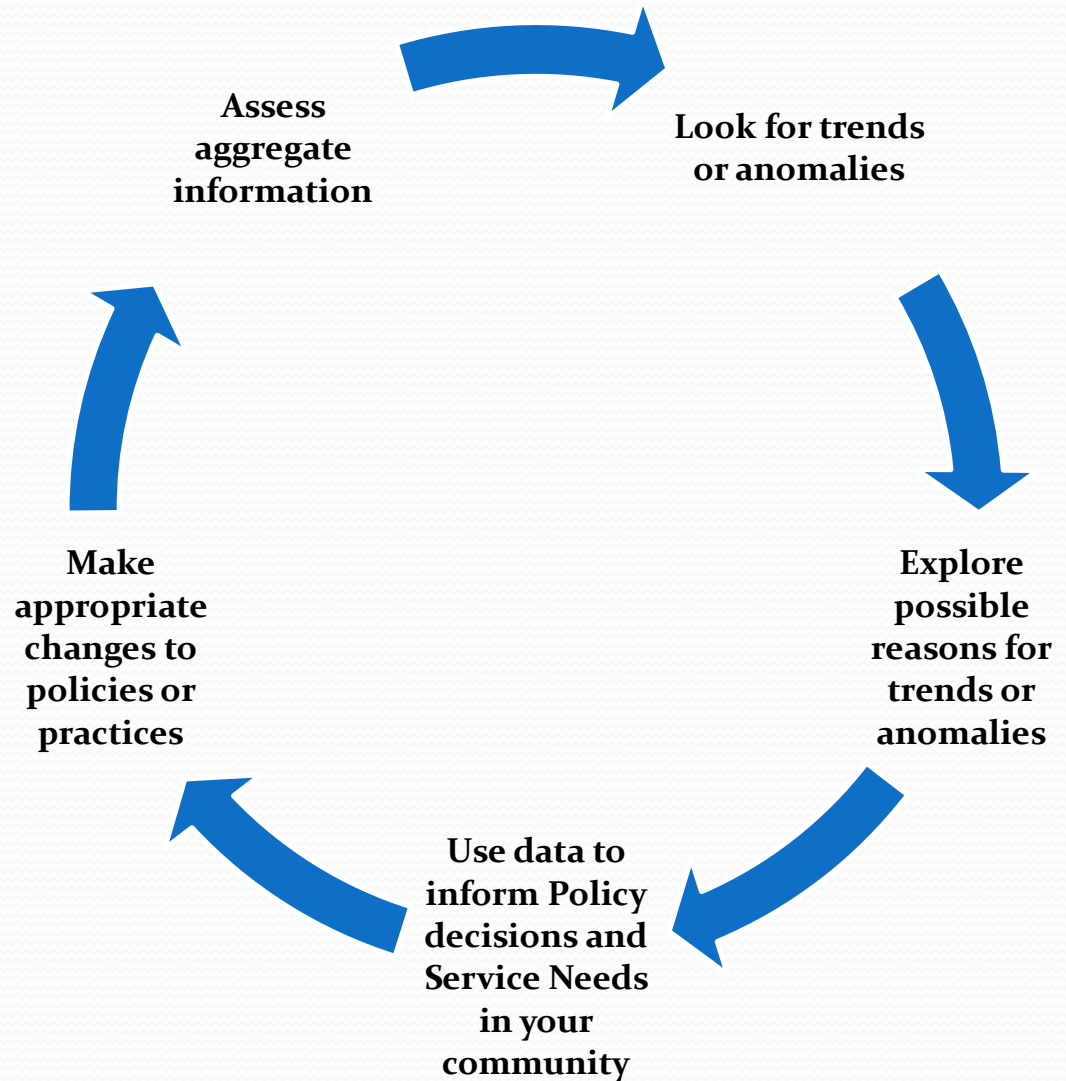 Assess
aggregate
information
Look for trends
or anomalies
Explore
possible
reasons for
trends or
anomalies
Use data to
inform Policy
decisions and
Service Needs
in your
community
Make
appropriate
changes to
policies or
practices